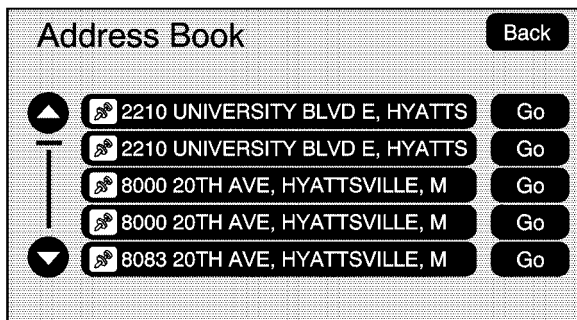 Address Book Back
2210 UNIVERSITY BLVD E, HYATTS Go
2210 UNIVERSITY BLVD E, HYATTS Go
8000 20TH AVE, HYATTSVILLE, M Go
8000 20TH AVE, HYATTSVILLE, M Go
8083 20TH AVE, HYATTSVILLE, M Go